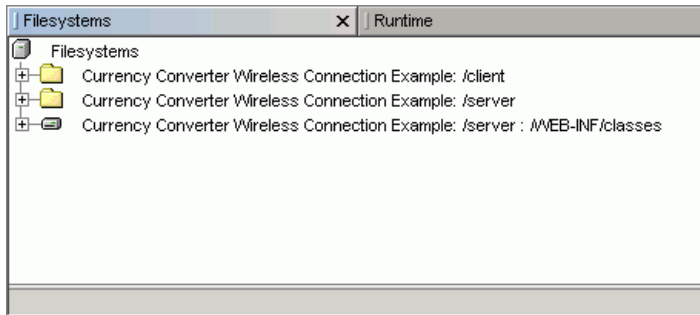 Filesystems
Runtime
Filesystems
Currency Converter Wireless Connection Example: /client
Currency Converter Wireless Connection Example: /server
Currency Converter Wireless Connection Example: /server : /WEB-INF/classes